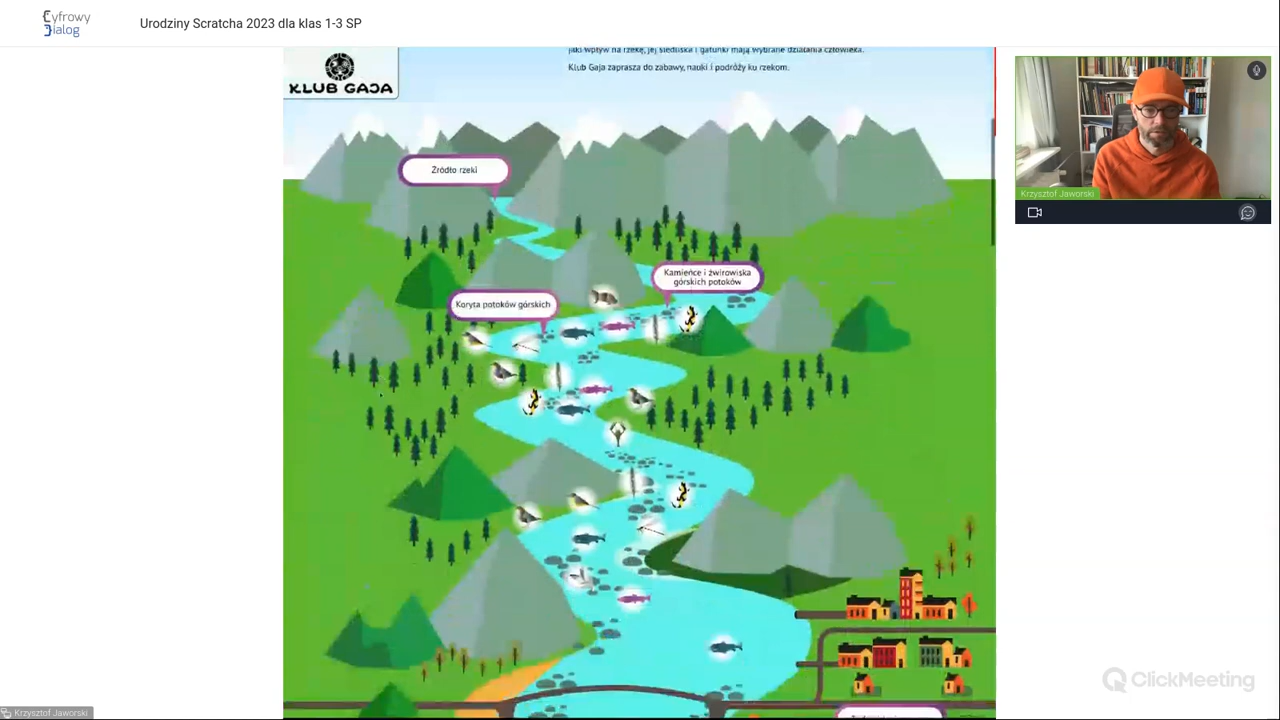 Cyfrowy
Dialog
Urodziny Scratcha 2023 dla klas 1-3 SP
jaki wpływ na rzekę, jej siedliska i gatunki mają wybrane działania człowieka.
Klub Gaja zaprasza do zabawy, nauki i podróży ku rzekom.
KLUB GAJA
Źródło rzeki
Kamieńce i żwirowiska
górskich potoków
Koryta potoków górskich
Krzysztof Jaworski
ClickMeeting
Krzysztof Jaworski